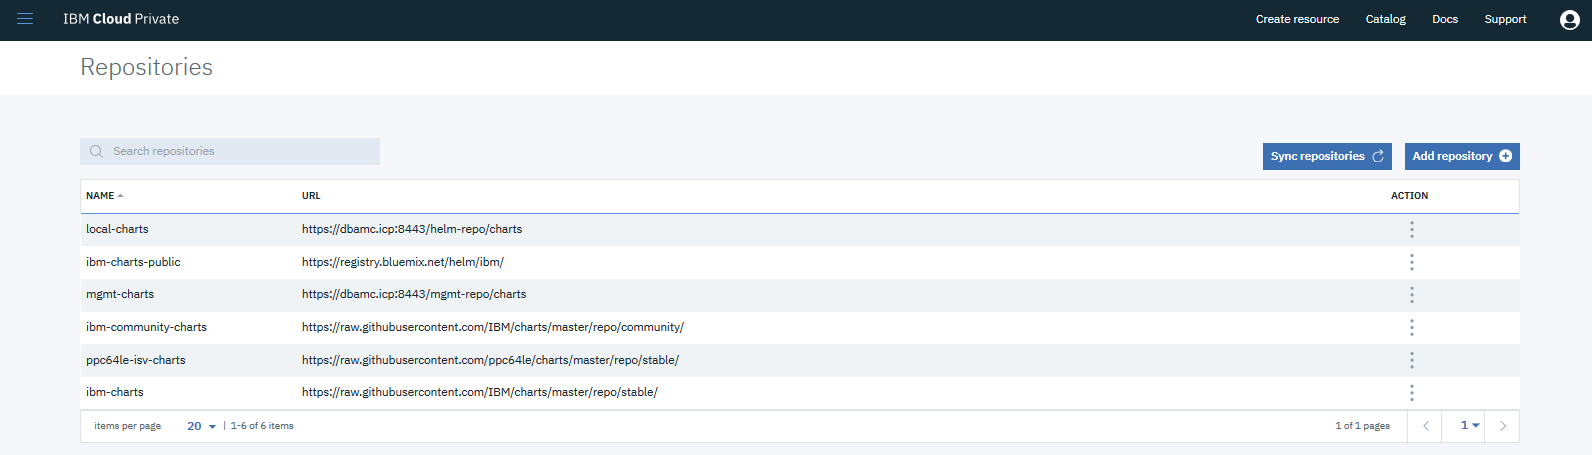 IBM Cloud Private Create resource Catalog Docs Support
Repositories
Search repositories Sync repositories Add repository
NAME URL ACTION
local-charts https://dbamc.icp:8443/helm-repo/charts
ibm-charts-public https://registry.bluemix.net/helm/ibm/
mgmt-charts https://dbamc.icp:8443/mgmt-repo/charts
ibm-community-charts https://raw.githubusercontent.com/IBM/charts/master/repo/community/
ppc64le-isv-charts https://raw.githubusercontent.com/ppc64le/charts/master/repo/stable/
ibm-charts https://raw.githubusercontent.com/IBM/charts/master/repo/stable/
items per page 20 | 1-6 of 6 items 1 of 1 pages 1